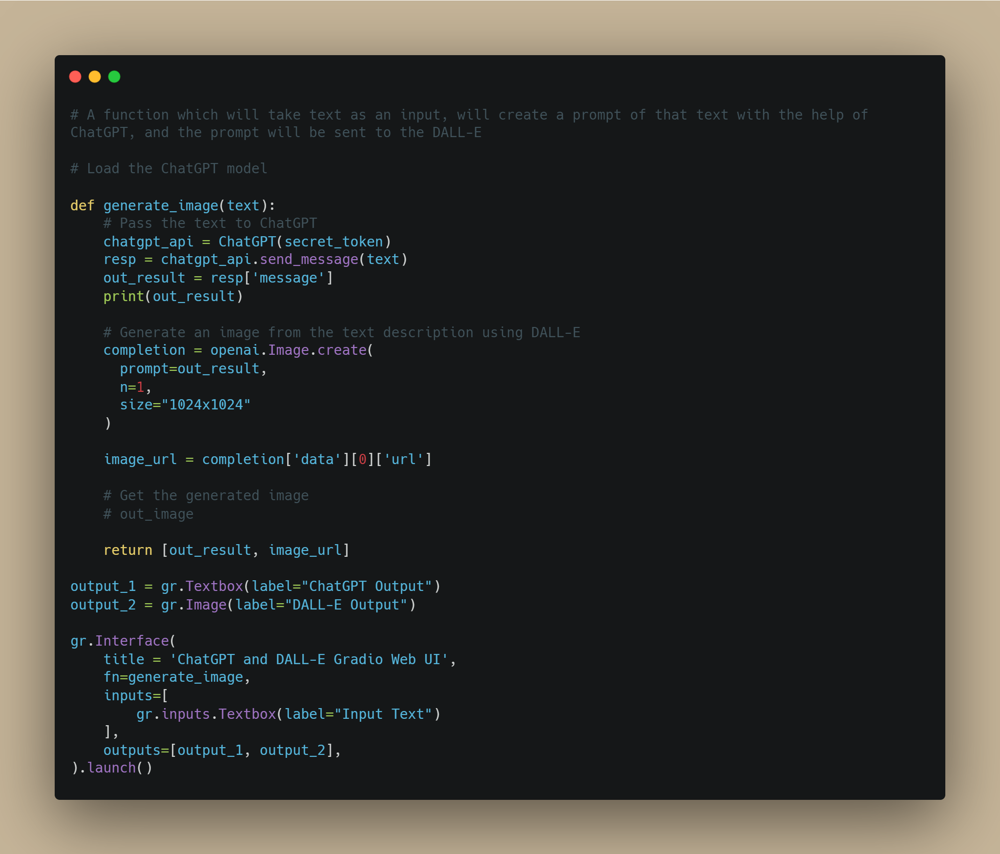 # A function which will take text as an input, will create a prompt of that text with the help of
ChatGPT, and the prompt will be sent to the DALL-E

# Load the ChatGPT model

def generate_image(text):
    # Pass the text to ChatGPT
    chatgpt_api = ChatGPT(secret_token)
    resp = chatgpt_api.send_message(text)
    out_result = resp['message']
    print(out_result)

    # Generate an image from the text description using DALL-E
    completion = openai.Image.create(
      prompt=out_result,
      n=1,
      size="1024x1024"
    )

    image_url = completion['data'][0]['url']

    # Get the generated image
    # out_image

    return [out_result, image_url]

output_1 = gr.Textbox(label="ChatGPT Output")
output_2 = gr.Image(label="DALL-E Output")

gr.Interface(
    title = 'ChatGPT and DALL-E Gradio Web UI',
    fn=generate_image,
    inputs=[
        gr.inputs.Textbox(label="Input Text")
    ],
    outputs=[output_1, output_2],
).launch()